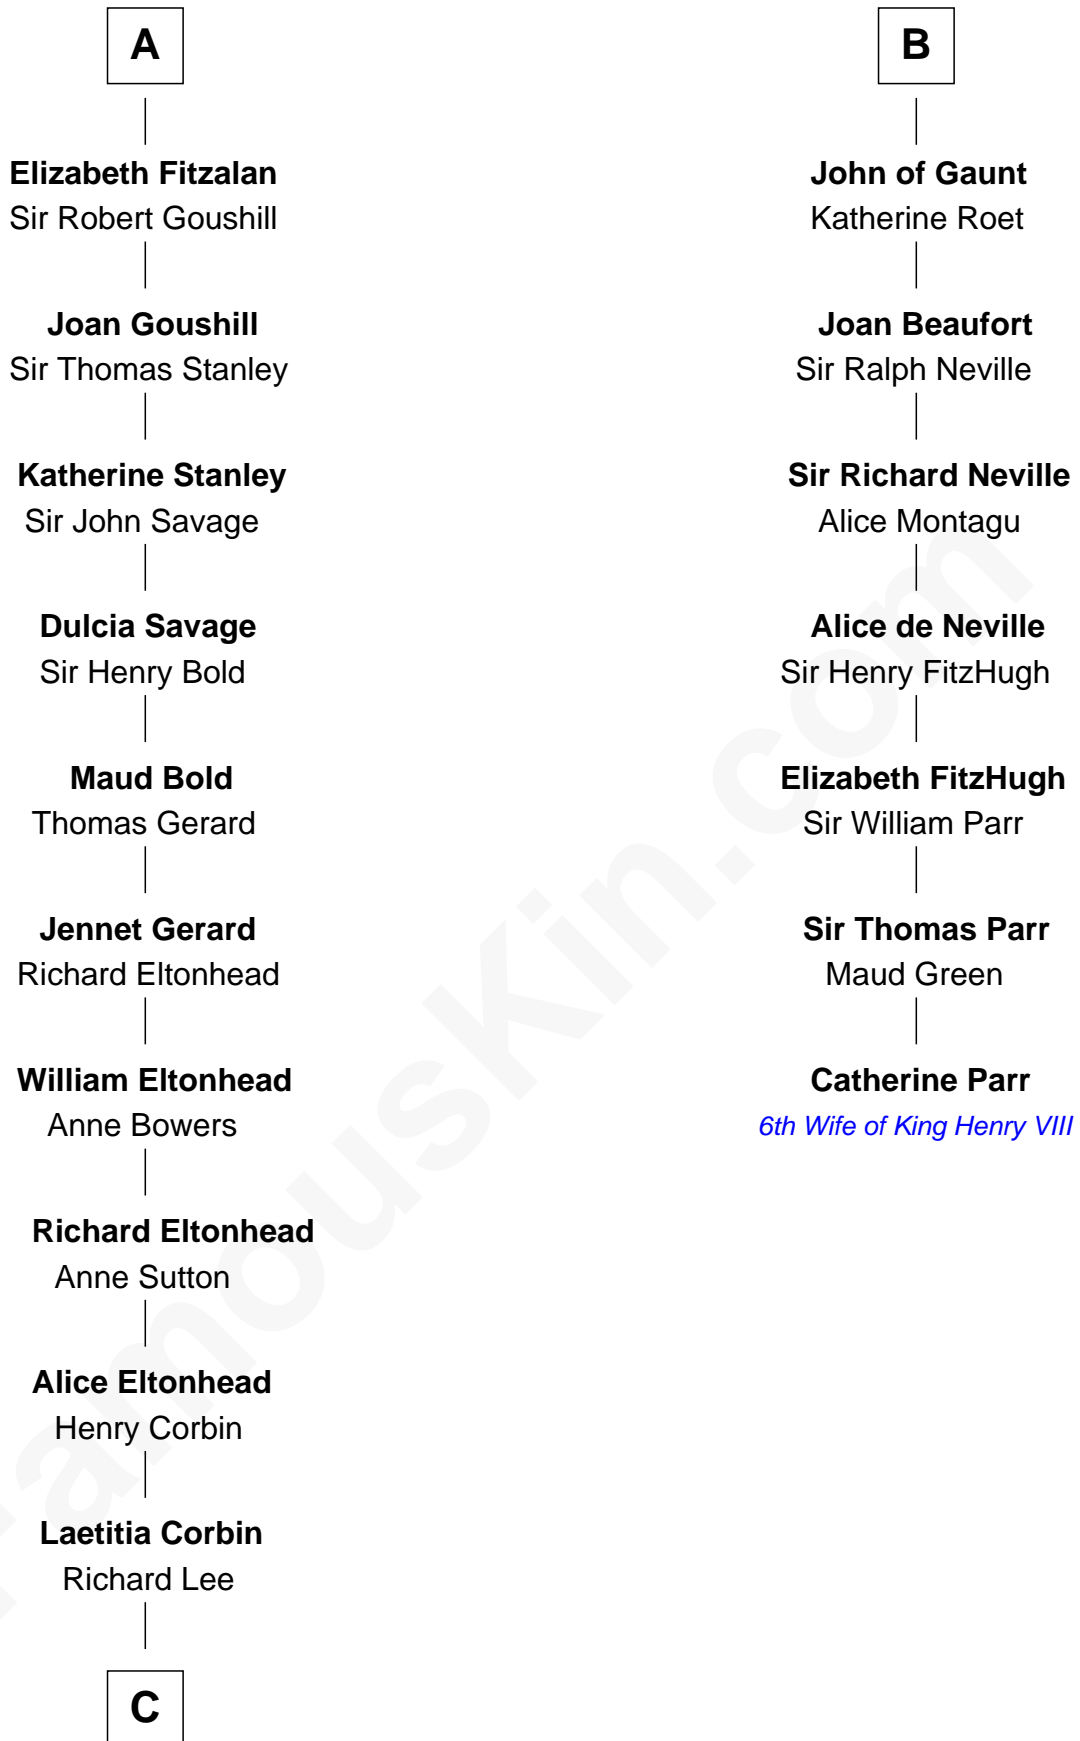 A
Elizabeth Fitzalan
Sir Robert Goushill
Joan Goushill
Sir Thomas Stanley
Katherine Stanley
Sir John Savage
Dulcia Savage
Sir Henry Bold
Maud Bold
Thomas Gerard
Jennet Gerard
Richard Eltonhead
William Eltonhead
Anne Bowers
Richard Eltonhead
Anne Sutton
Alice Eltonhead
Henry Corbin
Laetitia Corbin
Richard Lee
C
B
John of Gaunt
Katherine Roet
Joan Beaufort
Sir Ralph Neville
Sir Richard Neville
Alice Montagu
Alice de Neville
Sir Henry FitzHugh
Elizabeth FitzHugh
Sir William Parr
Sir Thomas Parr
Maud Green
Catherine Parr
6th Wife of King Henry VIII
FamousKin.com